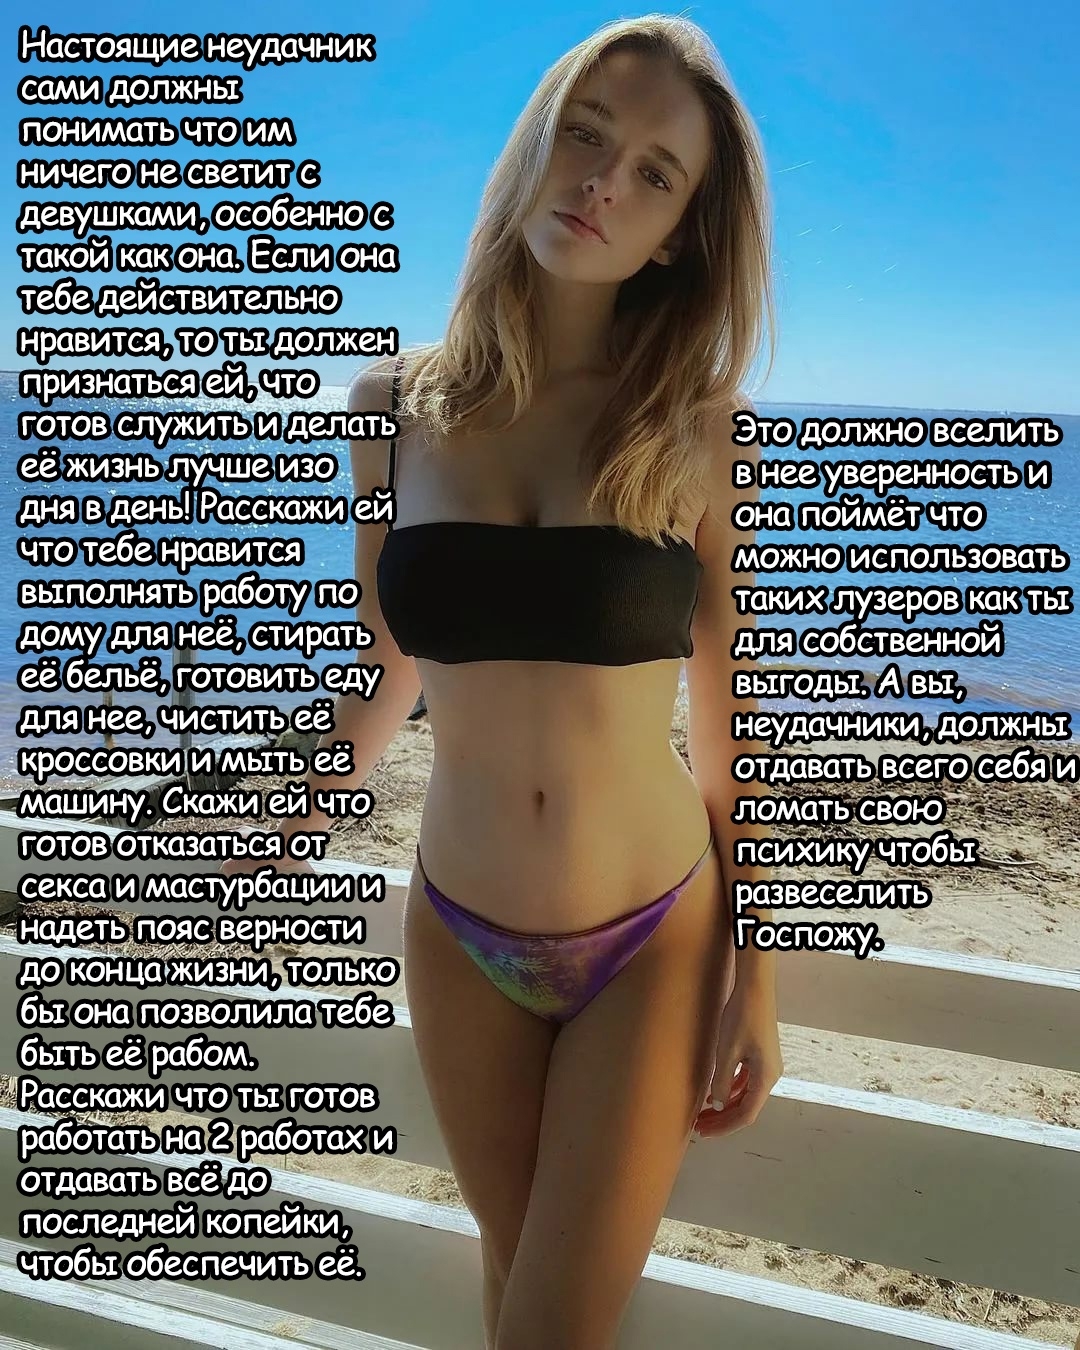 Настоящие неудачник
сами должны
понимать что им
ничего не светит с
девушками, особенно с
такой как она. Если она
тебе действительно
нравится, то ты должен
признаться ей, что
готов служить и делать
её жизнь лучше изо
дня в день! Расскажи ей
что тебе нравится
выполнять работу по
дому для неё, стирать
её бельё, готовить еду
для нее, чистить её
кроссовки и мыть её
машину. Скажи ей что
готов отказаться от
секса и мастурбации и
надеть пояс верности
до конца жизни, только
бы она позволила тебе
быть её рабом.
Расскажи что ты готов
работать на 2 работах и
отдавать всё до
последней копейки,
чтобы обеспечить её.
Это должно вселить
в нее уверенность и
она поймёт что
можно использовать
таких лузеров как ты
для собственной
выгоды. А вы,
неудачники, должны
отдавать всего себя и
ломать свою
психику чтобы
развеселить
Госпожу.